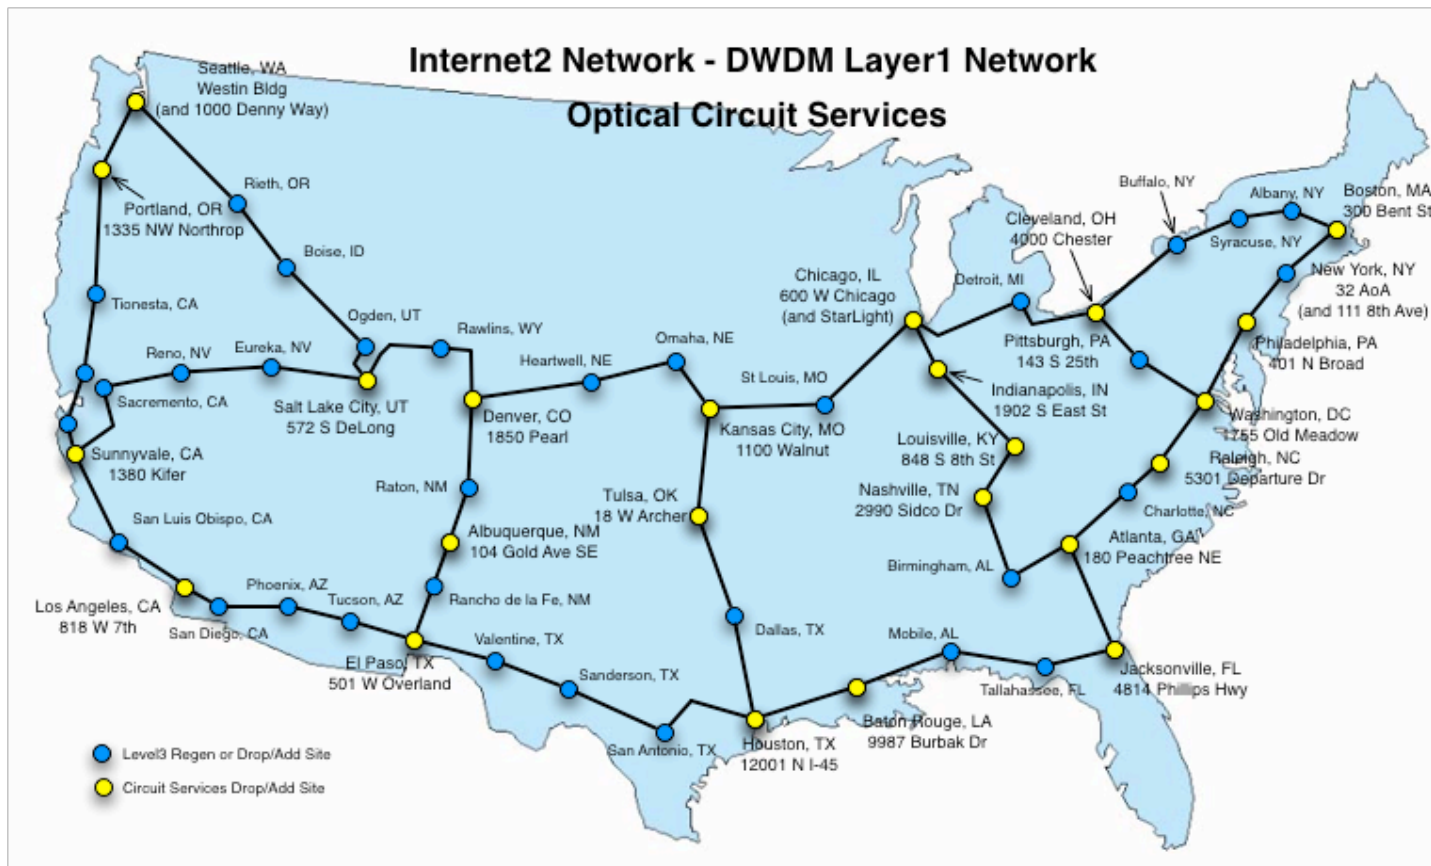 Internet2 Network - DWDM Layer1 Network
Optical Circuit Services
Seattle, WA
Westin Bldg
(and 1000 Denny Way)
Rieth, OR
Portland, OR
1335 NW Northrop
Boise, ID
Tionesta, CA
Ogden, UT
Rawlins, WY
Reno, NV
Eureka, NV
Heartwell, NE
Omaha, NE
Sacremento, CA
Salt Lake City, UT
572 S DeLong
Denver, CO
1850 Pearl
Sunnyvale, CA
1380 Kifer
Raton, NM
San Luis Obispo, CA
Albuquerque, NM
104 Gold Ave SE
Los Angeles, CA
818 W 7th
San Diego, CA
Phoenix, AZ
Tucson, AZ
Rancho de la Fe, NM
El Paso, TX
501 W Overland
Valentine, TX
Sanderson, TX
San Antonio, TX
Houston, TX
12001 N I-45
Dallas, TX
Tulsa, OK
18 W Archer
Kansas City, MO
1100 Walnut
St Louis, MO
Chicago, IL
600 W Chicago
(and StarLight)
Detroit, MI
Cleveland, OH
4000 Chester
Buffalo, NY
Syracuse, NY
Albany, NY
Boston, MA
300 Bent St
New York, NY
32 AoA
(and 111 8th Ave)
Philadelphia, PA
401 N Broad
Pittsburgh, PA
143 S 25th
Indianapolis, IN
1902 S East St
Washington, DC
1755 Old Meadow
Louisville, KY
848 S 8th St
Raleigh, NC
5301 Departure Dr
Nashville, TN
2990 Sidco Dr
Charlotte, NC
Atlanta, GA
180 Peachtree NE
Birmingham, AL
Mobile, AL
Tallahassee, FL
Jacksonville, FL
4814 Phillips Hwy
Baton Rouge, LA
9987 Burbak Dr
Level3 Regen or Drop/Add Site
Circuit Services Drop/Add Site